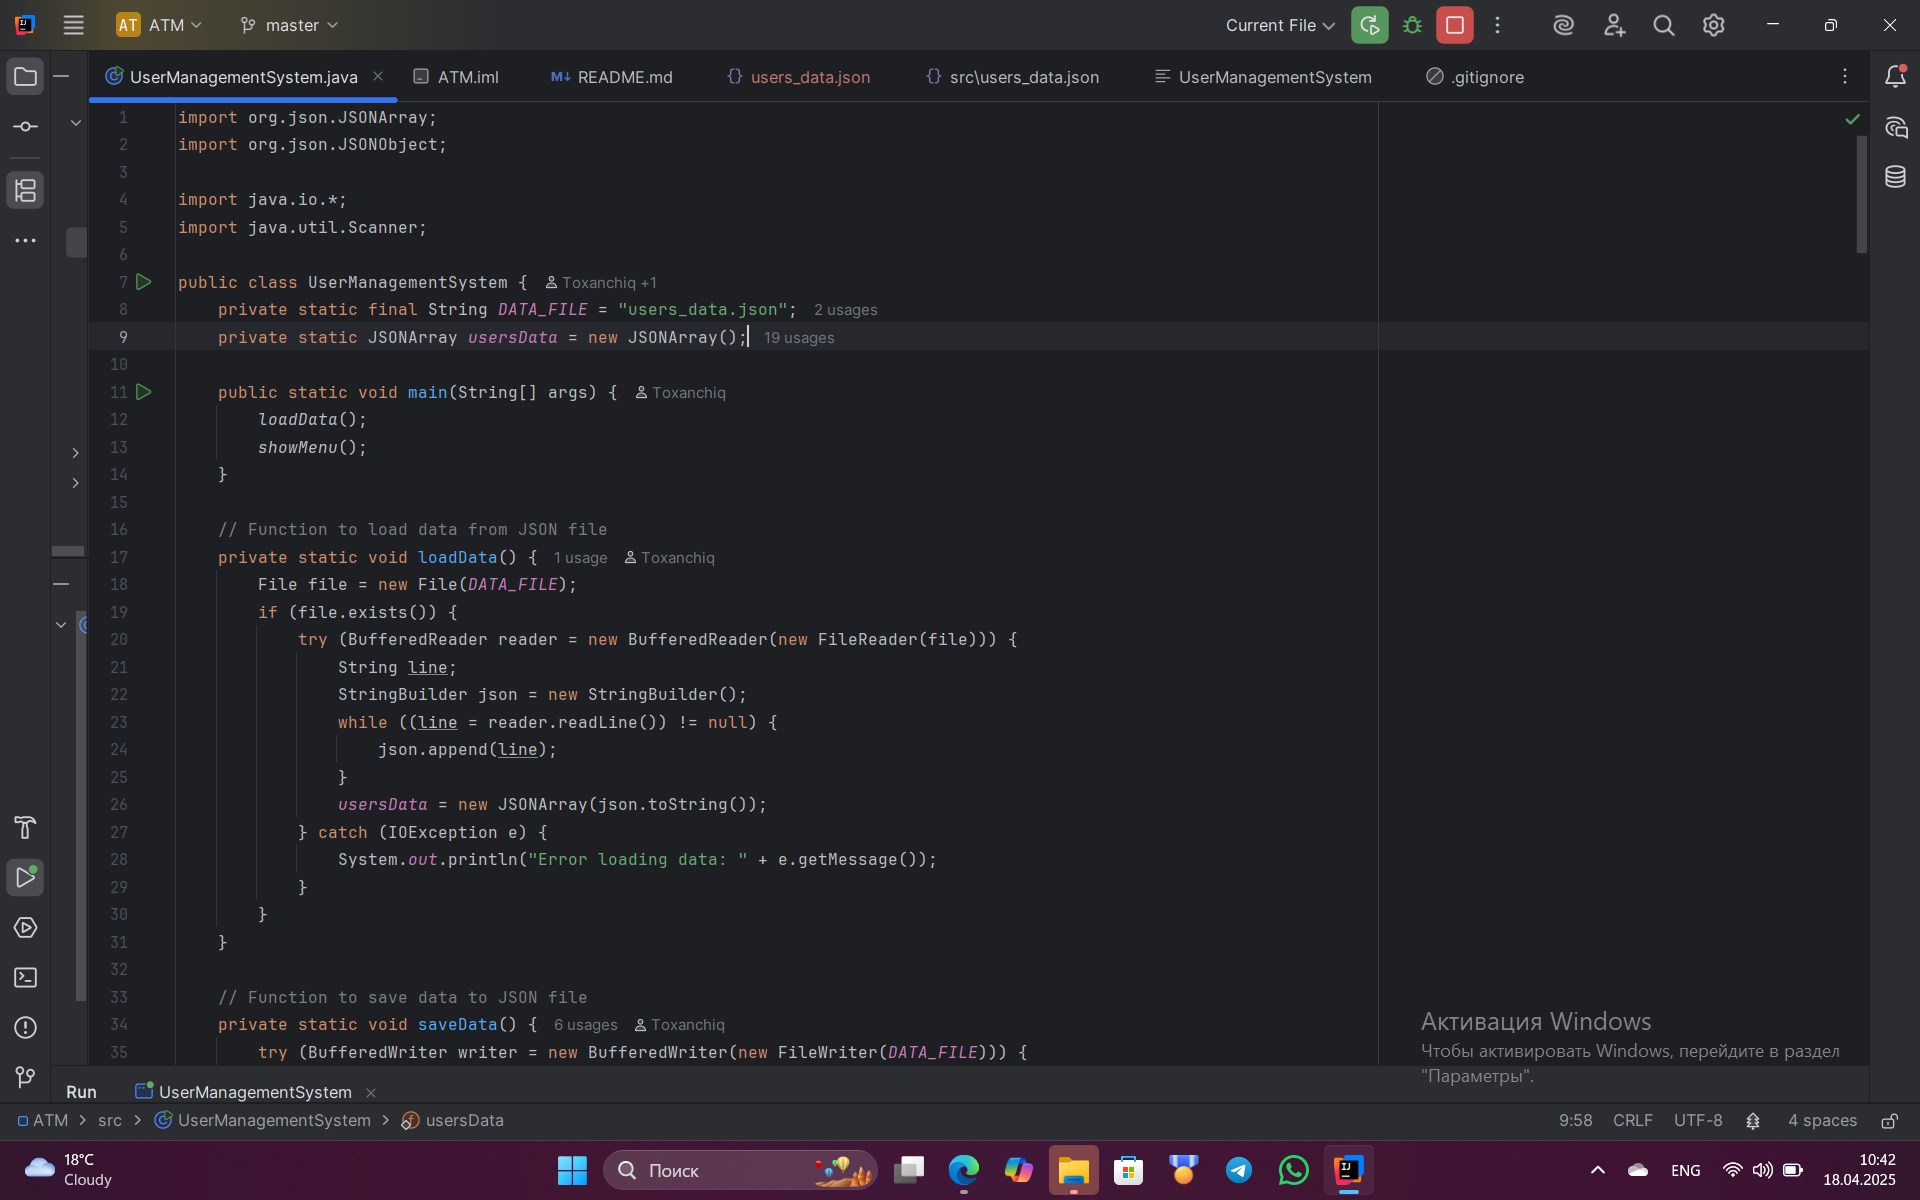 AT ATM master Current File
UserManagementSystem.java ATM.iml README.md users_data.json src\users_data.json UserManagementSystem .gitignore
1 import org.json.JSONArray;
2 import org.json.JSONObject;
3
4 import java.io.*;
5 import java.util.Scanner;
6
7 public class UserManagementSystem { Toxanchiq +1
8 private static final String DATA_FILE = "users_data.json"; 2 usages
9 private static JSONArray usersData = new JSONArray(); 19 usages
10
11 public static void main(String[] args) { Toxanchiq
12 loadData();
13 showMenu();
14 }
15
16 // Function to load data from JSON file
17 private static void loadData() { 1 usage Toxanchiq
18 File file = new File(DATA_FILE);
19 if (file.exists()) {
20 try (BufferedReader reader = new BufferedReader(new FileReader(file))) {
21 String line;
22 StringBuilder json = new StringBuilder();
23 while ((line = reader.readLine()) != null) {
24 json.append(line);
25 }
26 usersData = new JSONArray(json.toString());
27 } catch (IOException e) {
28 System.out.println("Error loading data: " + e.getMessage());
29 }
30 }
31 }
32
33 // Function to save data to JSON file
34 private static void saveData() { 6 usages Toxanchiq
35 try (BufferedWriter writer = new BufferedWriter(new FileWriter(DATA_FILE))) {
Активация Windows
Чтобы активировать Windows, перейдите в раздел
"Параметры".
Run UserManagementSystem
ATM > src > UserManagementSystem > usersData 9:58 CRLF UTF-8 4 spaces
18°C
Cloudy
Поиск
ENG
10:42
18.04.2025